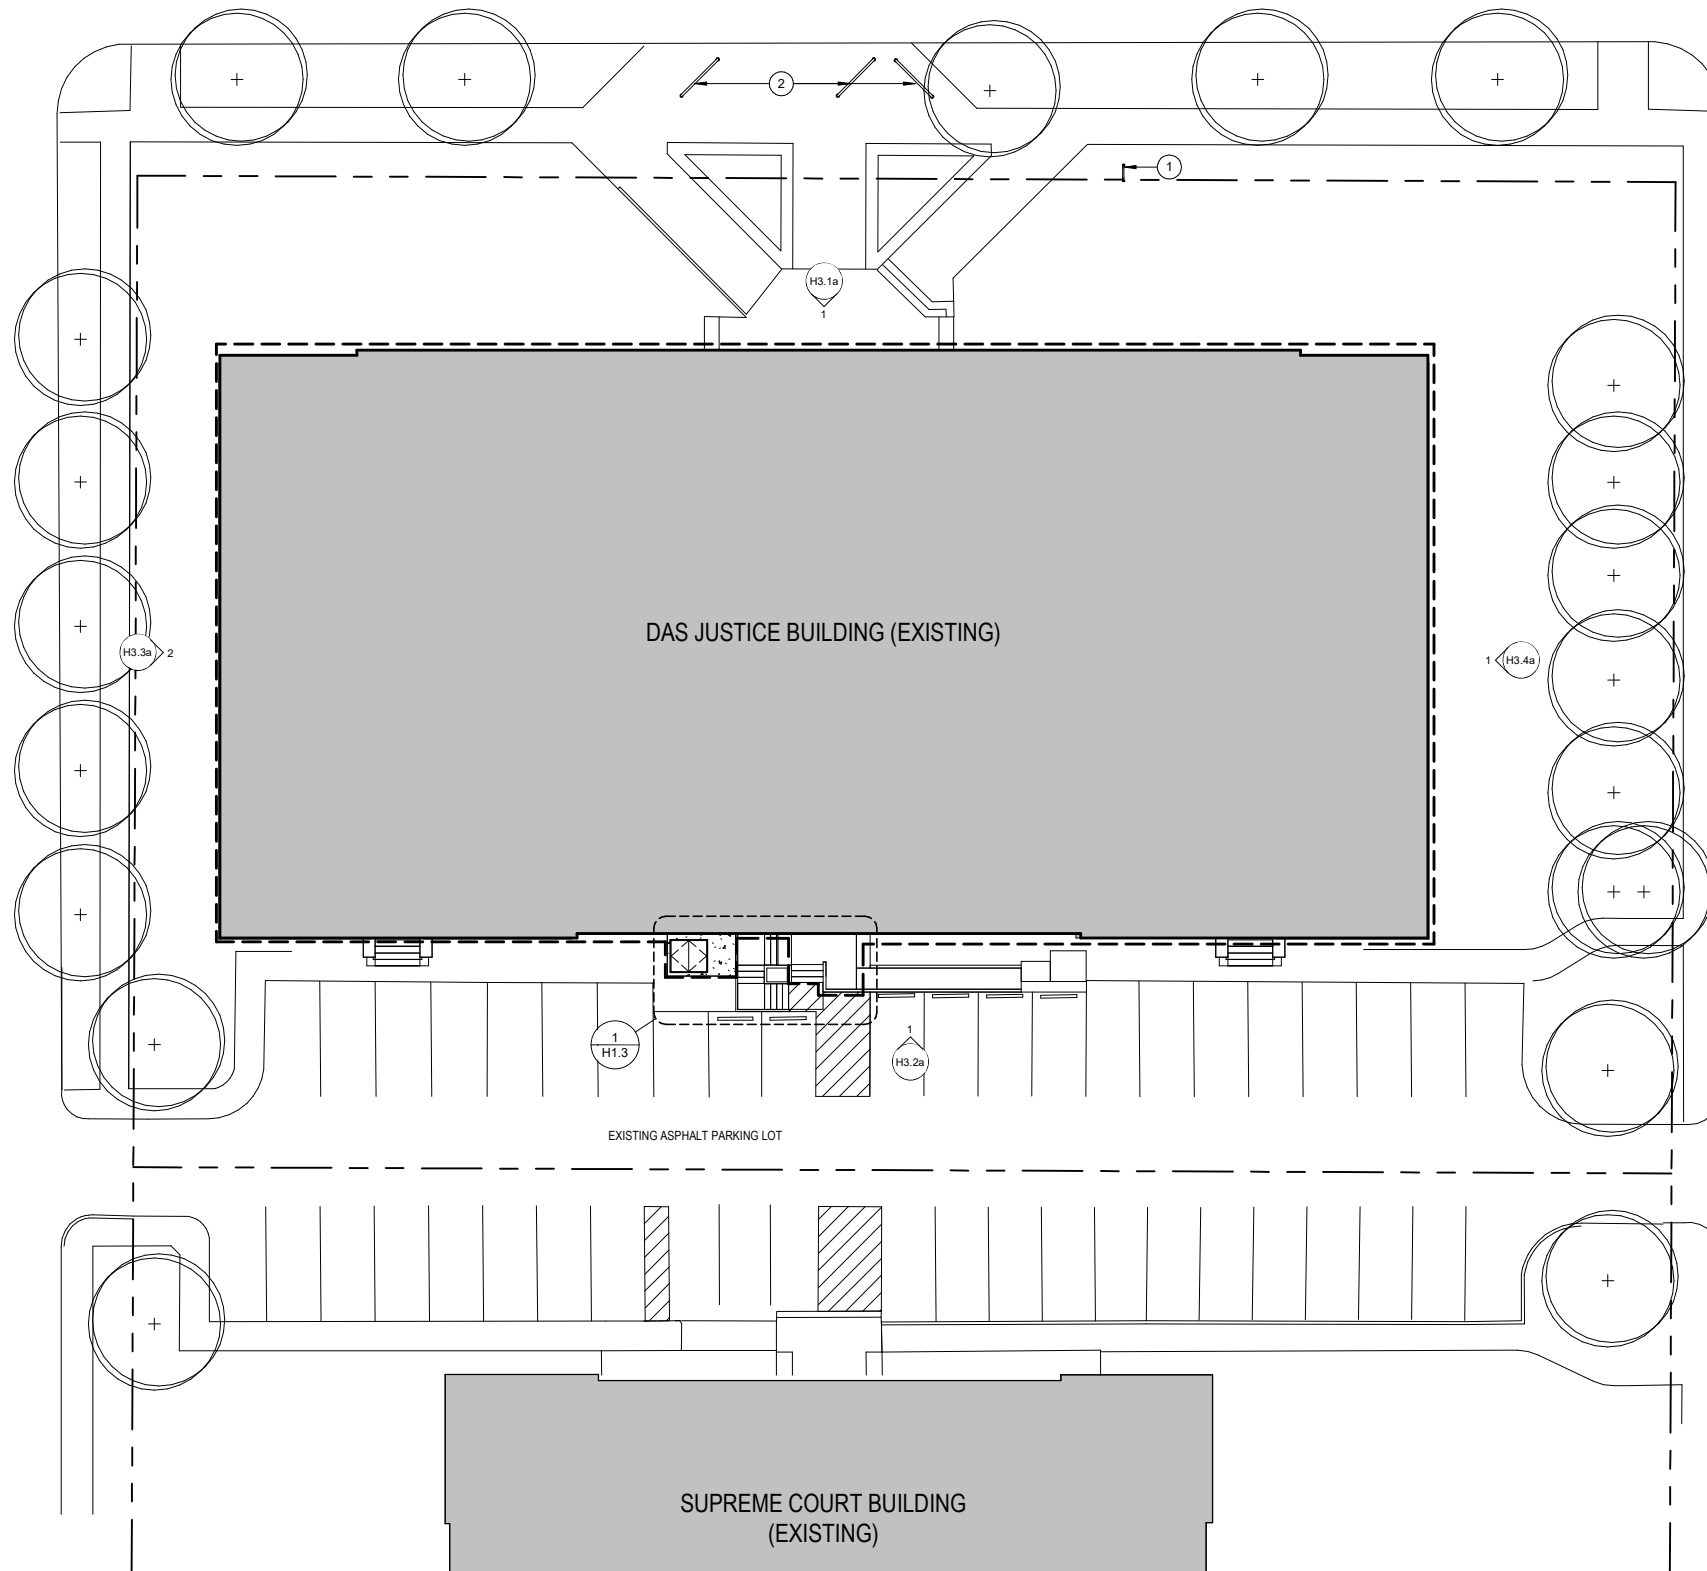 2
1
H3.1a
1
DAS JUSTICE BUILDING (EXISTING)
H3.3a
2
1
H3.4a
1
H1.3
1
H3.2a
EXISTING ASPHALT PARKING LOT
SUPREME COURT BUILDING
(EXISTING)